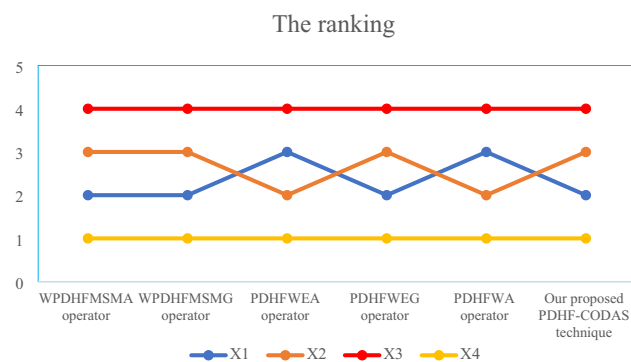 The ranking
5
4
3
2
1
0
WPDHFMSMA WPDHFMSMG PDHFWEA PDHFWEG PDHFWA Our proposed
operator operator operator operator operator PDHF-CODAS
technique
X1 X2 X3 X4